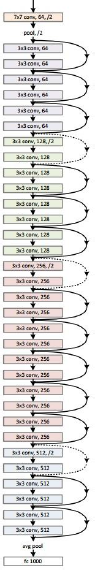 7x7 conv, 64, /2
pool, /2
3x3 conv, 64
3x3 conv, 64
3x3 conv, 64
3x3 conv, 64
3x3 conv, 64
3x3 conv, 64
3x3 conv, 128, /2
3x3 conv, 128
3x3 conv, 128
3x3 conv, 128
3x3 conv, 128
3x3 conv, 128
3x3 conv, 128
3x3 conv, 128
3x3 conv, 256, /2
3x3 conv, 256
3x3 conv, 256
3x3 conv, 256
3x3 conv, 256
3x3 conv, 256
3x3 conv, 256
3x3 conv, 256
3x3 conv, 256
3x3 conv, 256
3x3 conv, 256
3x3 conv, 256
3x3 conv, 512, /2
3x3 conv, 512
3x3 conv, 512
3x3 conv, 512
3x3 conv, 512
3x3 conv, 512
avg pool
fc 1000